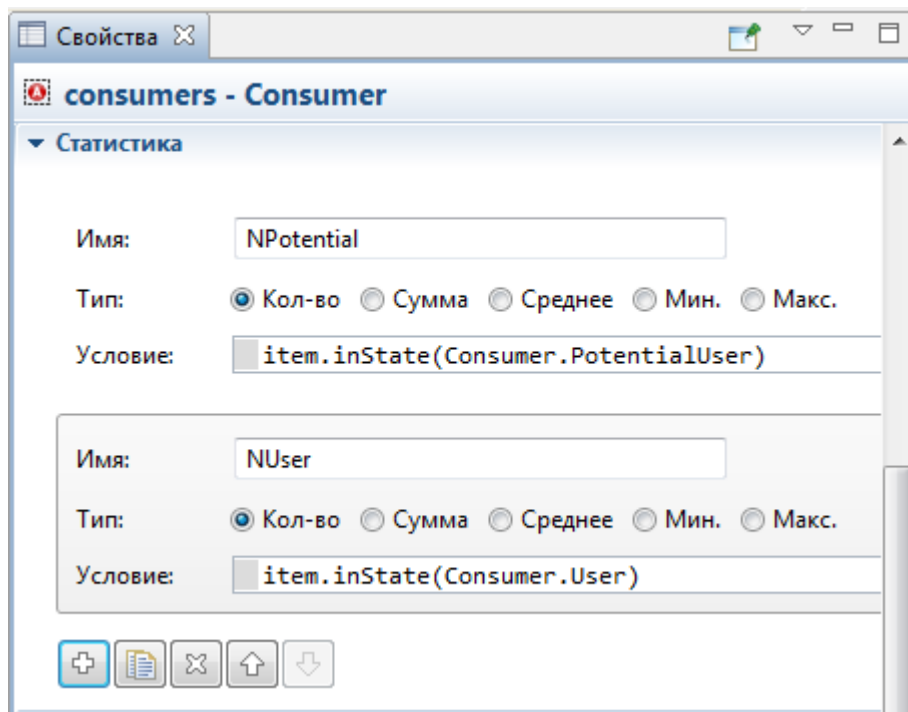 Свойства
consumers - Consumer
Статистика
Имя: NPotential
Тип: Кол-во Сумма Среднее Мин. Макс.
Условие: item.inState(Consumer.PotentialUser)
Имя: NUser
Тип: Кол-во Сумма Среднее Мин. Макс.
Условие: item.inState(Consumer.User)